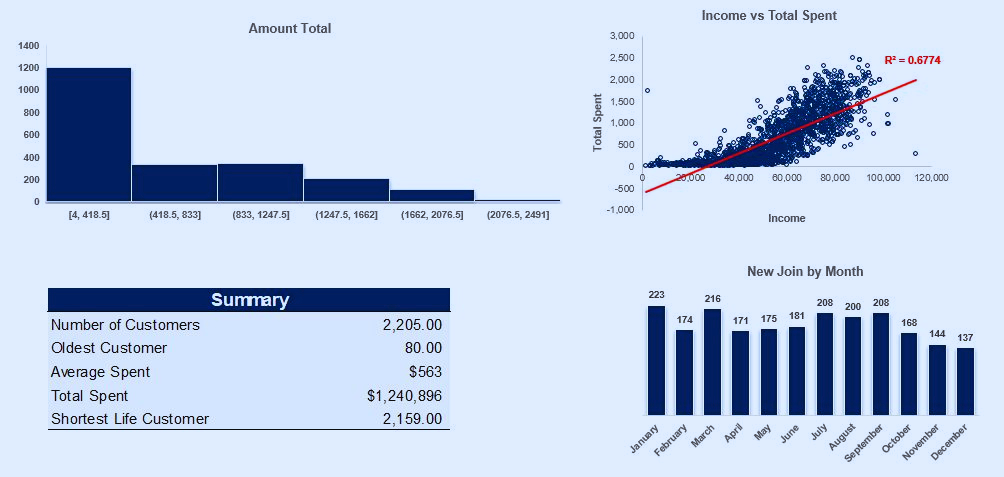 Amount Total
1400
1200
1000
800
600
400
200
0
[4, 418.5] (418.5, 833] (833, 1247.5] (1247.5, 1662] (1662, 2076.5] (2076.5, 2491]
Income vs Total Spent
Total Spent
3,000
2,500
2,000
1,500
1,000
500
0
-500
-1,000
R² = 0.6774
0 20,000 40,000 60,000 80,000 100,000 120,000
Income
Summary
Number of Customers 2,205.00
Oldest Customer 80.00
Average Spent $563
Total Spent $1,240,896
Shortest Life Customer 2,159.00
New Join by Month
223 174 216 171 175 181 208 200 208 168 144 137
January February March April May June July August September October November December